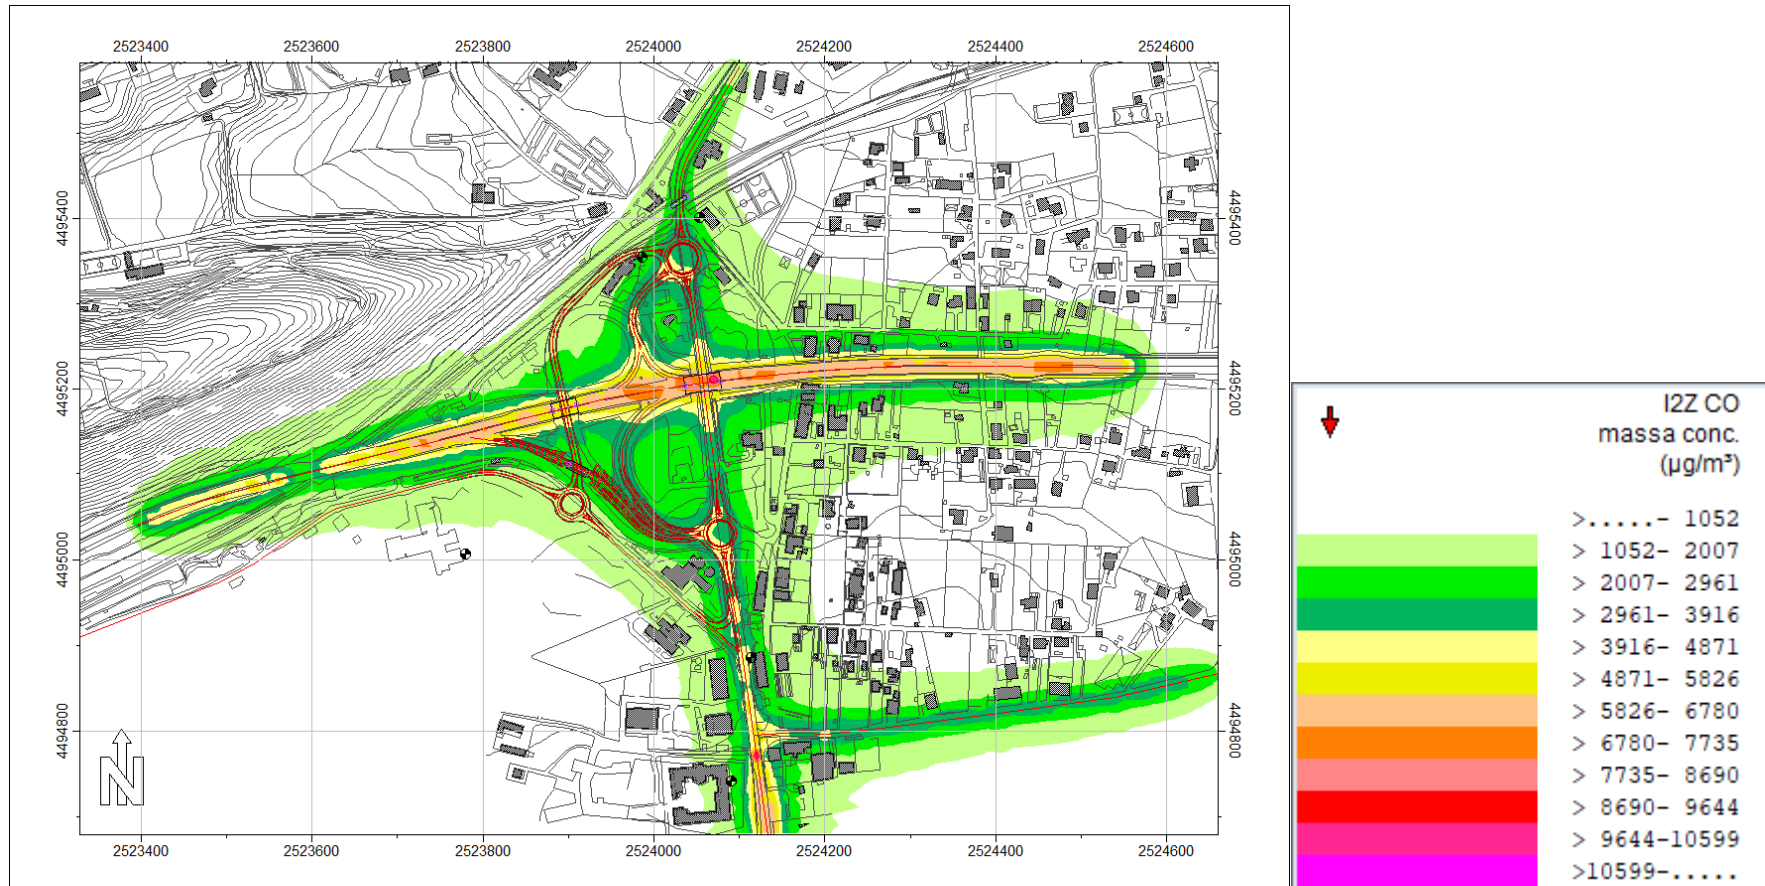 2523400 2523600 2523800 2524000 2524200 2524400 2524600
4495400 4495400
4495200 4495200
4495000 4495000
4494800 4494800
N
2523400 2523600 2523800 2524000 2524200 2524400 2524600
I2Z CO
massa conc.
(µg/m³)
>.....- 1052
> 1052- 2007
> 2007- 2961
> 2961- 3916
> 3916- 4871
> 4871- 5826
> 5826- 6780
> 6780- 7735
> 7735- 8690
> 8690- 9644
> 9644-10599
>10599-.....